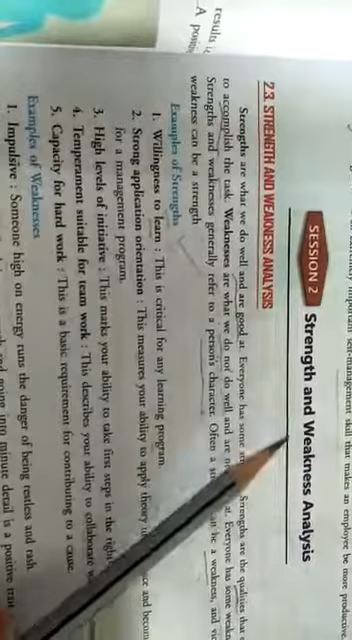 results i
A positi
important self-management skill that makes an employee be more productive
SESSION 2
Strength and Weakness Analysis
2.3. STRENGTH AND WEAKNESS ANALYSIS
Strengths are what we do well and are good at. Everyone has some Strengths are the qualities that
to accomplish the task. Weaknesses are what we do not do well and are at. Everyone has some
Strengths and weaknesses generally refer to a person's character. Often a be a weakness, and
weakness can be a strength
Examples of Strengths
1. Willingness to learn : This is critical for any learning program.
2. Strong application orientation : This measures your ability to apply theory and
for a management program.
3. High levels of initiative : This marks your ability to take first steps in the right
4. Temperament suitable for team work : This describes your ability to collaborate
5. Capacity for hard work : This is a basic requirement for contributing to a cause.
Examples of Weaknesses
1. Impulsive : Someone high on energy runs the danger of being restless and rash.
and going into minute detail is a positive trait